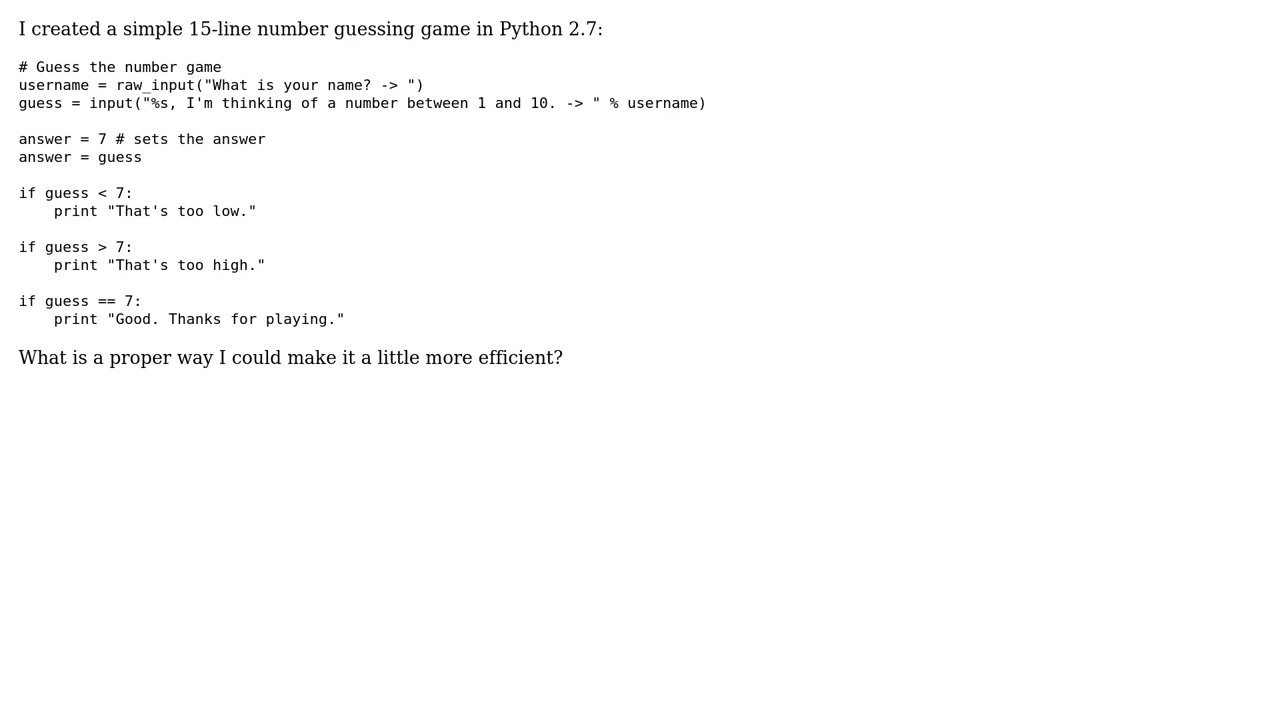 I created a simple 15-line number guessing game in Python 2.7:
# Guess the number game
username = raw_input("What is your name? -> ")
guess = input("%s, I'm thinking of a number between 1 and 10. -> " % username)
answer = 7 # sets the answer
answer = guess
if guess < 7:
    print "That's too low."
if guess > 7:
    print "That's too high."
if guess == 7:
    print "Good. Thanks for playing."
What is a proper way I could make it a little more efficient?